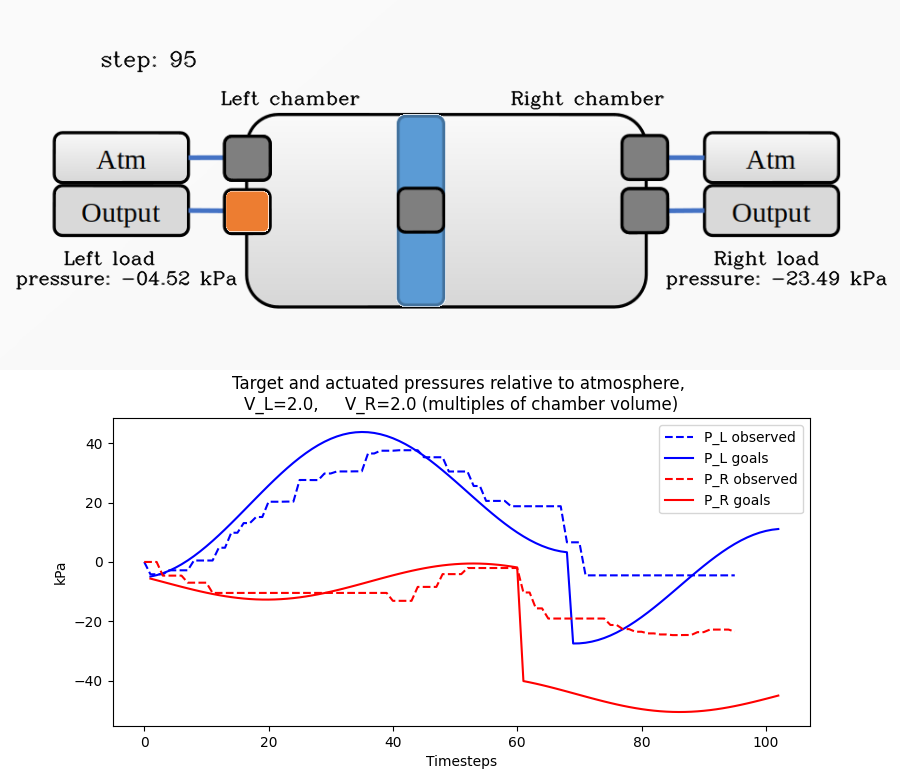 step: 95
Left chamber
Right chamber
Atm
Atm
Output
Output
Left load
pressure: -04.52 kPa
Right load
pressure: -23.49 kPa
Target and actuated pressures relative to atmosphere,
V_L=2.0, V_R=2.0 (multiples of chamber volume)
P_L observed
P_L goals
P_R observed
P_R goals
kPa
40
20
0
−20
−40
0 20 40 60 80 100
Timesteps